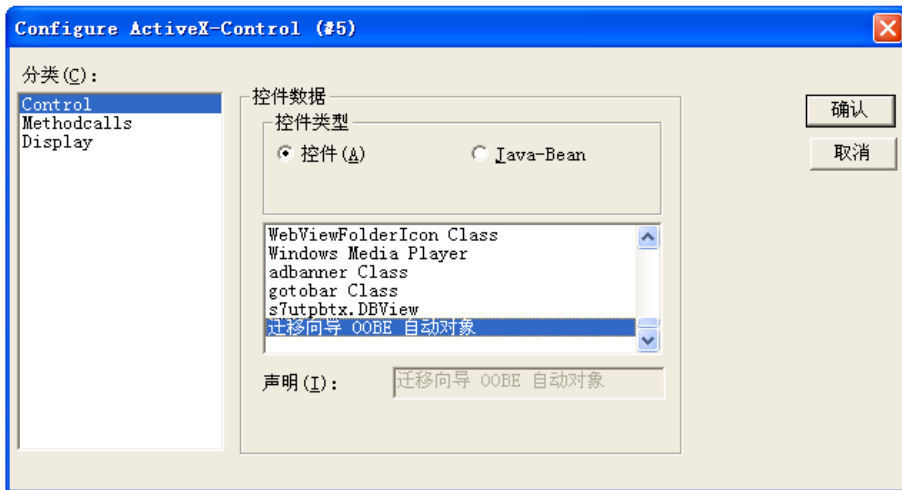 Configure ActiveX-Control (#5)
分类(C):
Control
Methodcalls
Display
控件数据
控件类型
控件(A)
Java-Bean
WebViewFolderIcon Class
Windows Media Player
adbanner Class
gotobar Class
s7utpbtx.DBView
迁移向导 OOBE 自动对象
声明(I):
迁移向导 OOBE 自动对象
确认
取消